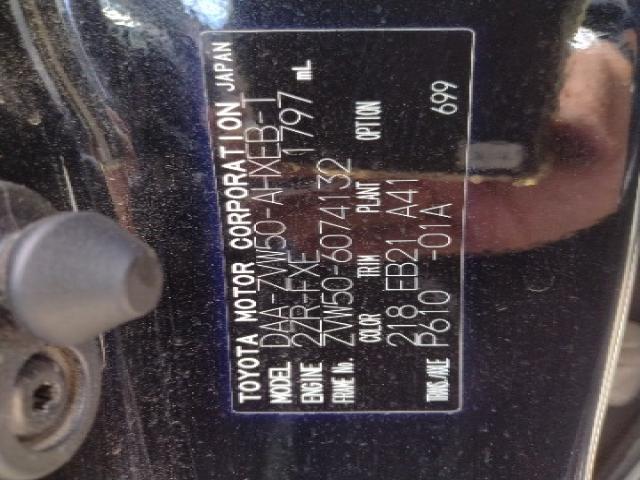 TOYOTA MOTOR CORPORATION JAPAN
MODEL DAA-ZVW50-AHXEB-T
ENGINE 2ZR-FXE 1797 mL
FRAME No. ZVW50-6074132
COLOR TRIM PLANT OPTION
218 EB21 A41 699
TRANS/AXLE P610 -01A